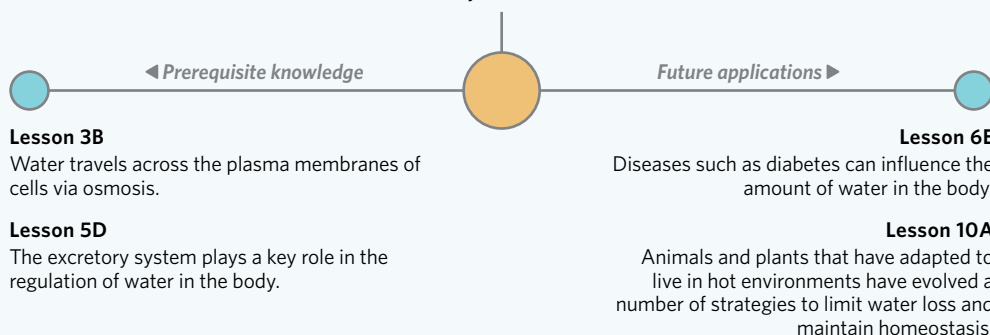 ◀ Prerequisite knowledge
Future applications ▶
Lesson 3B
Water travels across the plasma membranes of
cells via osmosis.
Lesson 5D
The excretory system plays a key role in the
regulation of water in the body.
Diseases such as diabetes can influence the
amount of water in the body
Lesson 10A
Animals and plants that have adapted to
live in hot environments have evolved a
number of strategies to limit water loss and
maintain homeostasis